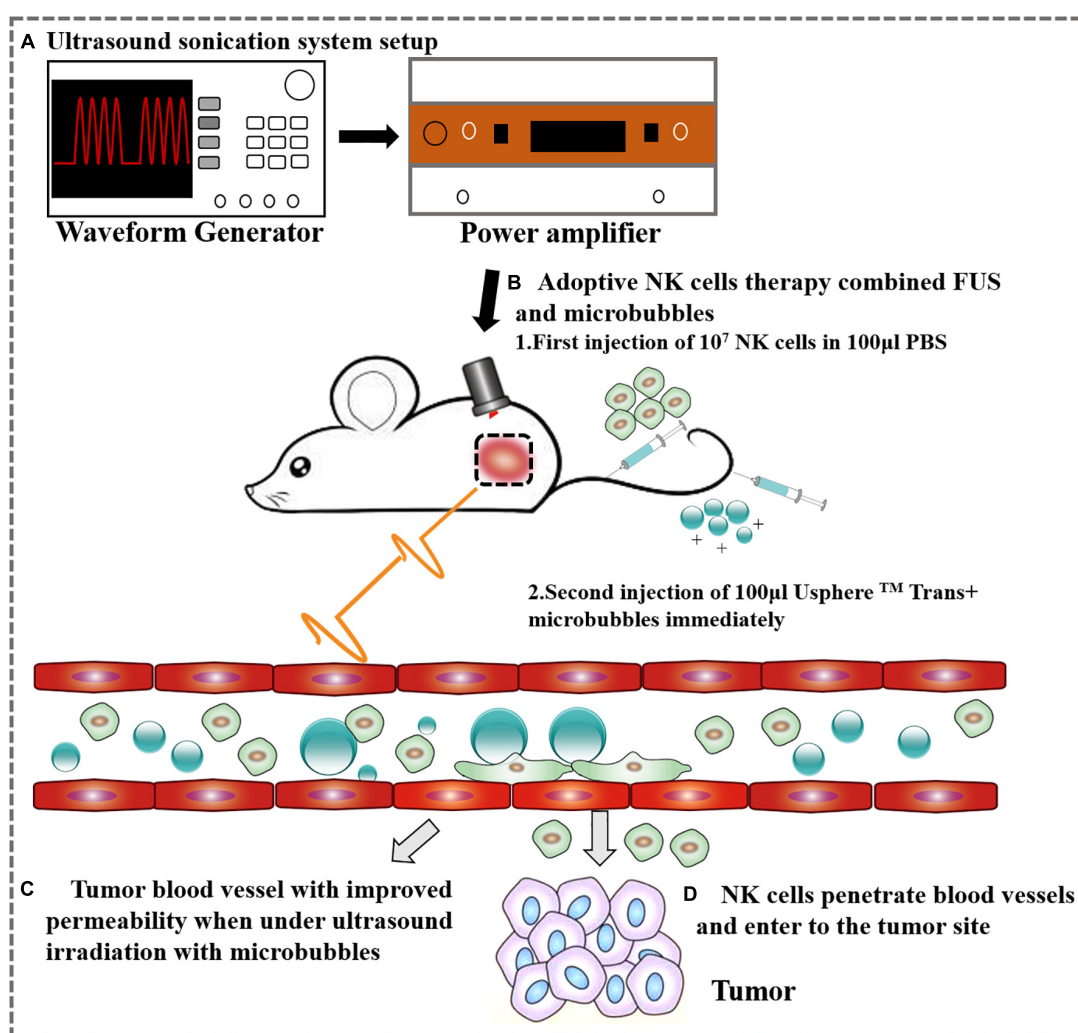 A Ultrasound sonication system setup
Waveform Generator
Power amplifier
B Adoptive NK cells therapy combined FUS
and microbubbles
1.First injection of 10⁷ NK cells in 100μl PBS
+
+
+
2.Second injection of 100μl Usphere ™ Trans+
microbubbles immediately
C Tumor blood vessel with improved
permeability when under ultrasound
irradiation with microbubbles
D NK cells penetrate blood vessels
and enter to the tumor site
Tumor